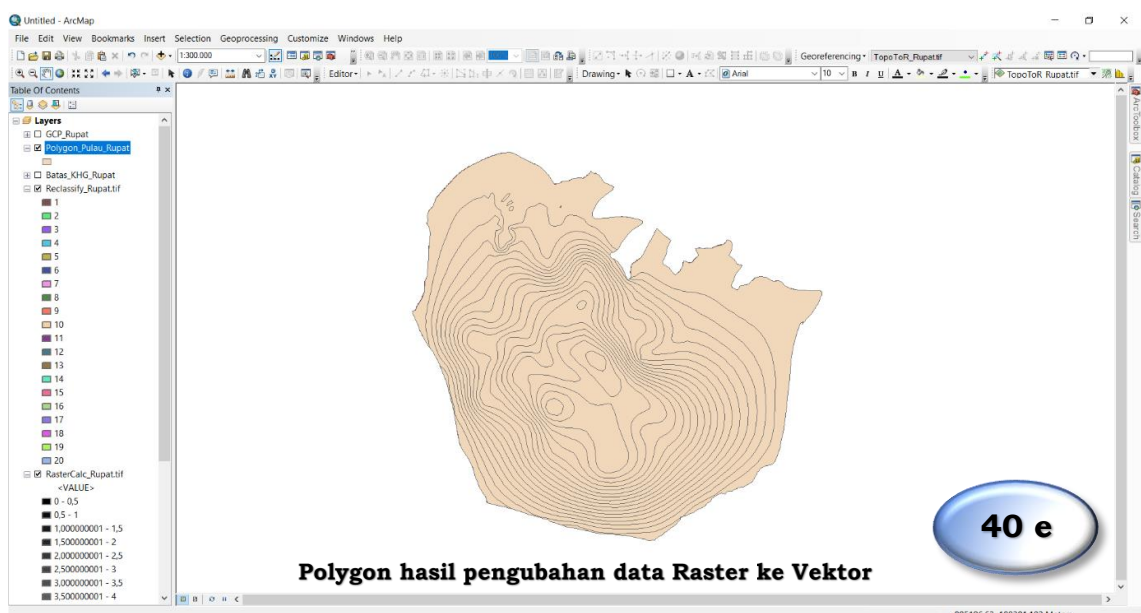 Untitled - ArcMap
File Edit View Bookmarks Insert Selection Geoprocessing Customize Windows Help
1:300.000
Georeferencing
TopoToR_Rupat.tif
Editor
Drawing
A
Arial
10
B I U A
TopoToR_Rupat.tif
Table Of Contents
Layers
GCP_Rupat
Polygon_Pulau_Rupat
Batas_KHG_Rupat
Reclassify_Rupat.tif
1
2
3
4
5
6
7
8
9
10
11
12
13
14
15
16
17
18
19
20
RasterCalc_Rupat.tif
<VALUE>
0 - 0,5
0,5 - 1
1,000000001 - 1,5
1,500000001 - 2
2,000000001 - 2,5
2,500000001 - 3
3,000000001 - 3,5
3,500000001 - 4
ArcToolbox
Catalog
Search
40 e
Polygon hasil pengubahan data Raster ke Vektor